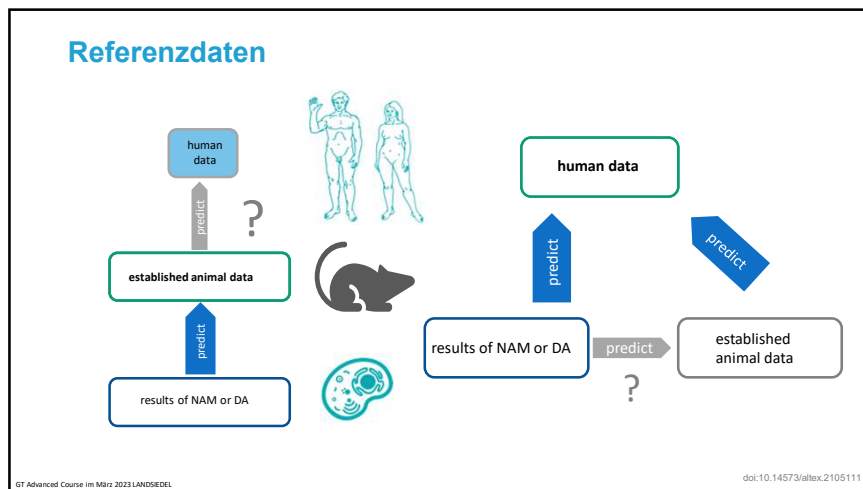 Referenzdaten
human
data
predict
?
established animal data
predict
results of NAM or DA
human data
predict
predict
results of NAM or DA
predict
?
established
animal data
GT Advanced Course im März 2023 LANDSIEDEL
doi:10.14573/altex.2105111